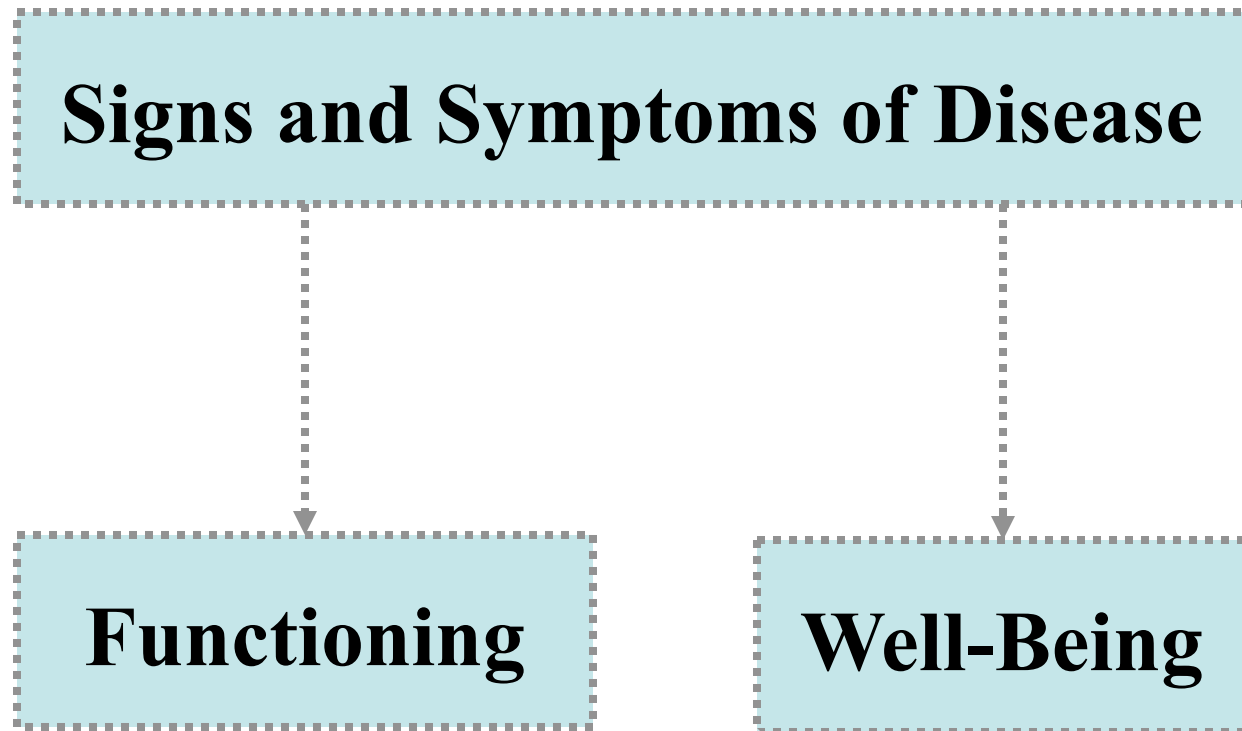 Signs and Symptoms of Disease
Functioning
Well-Being